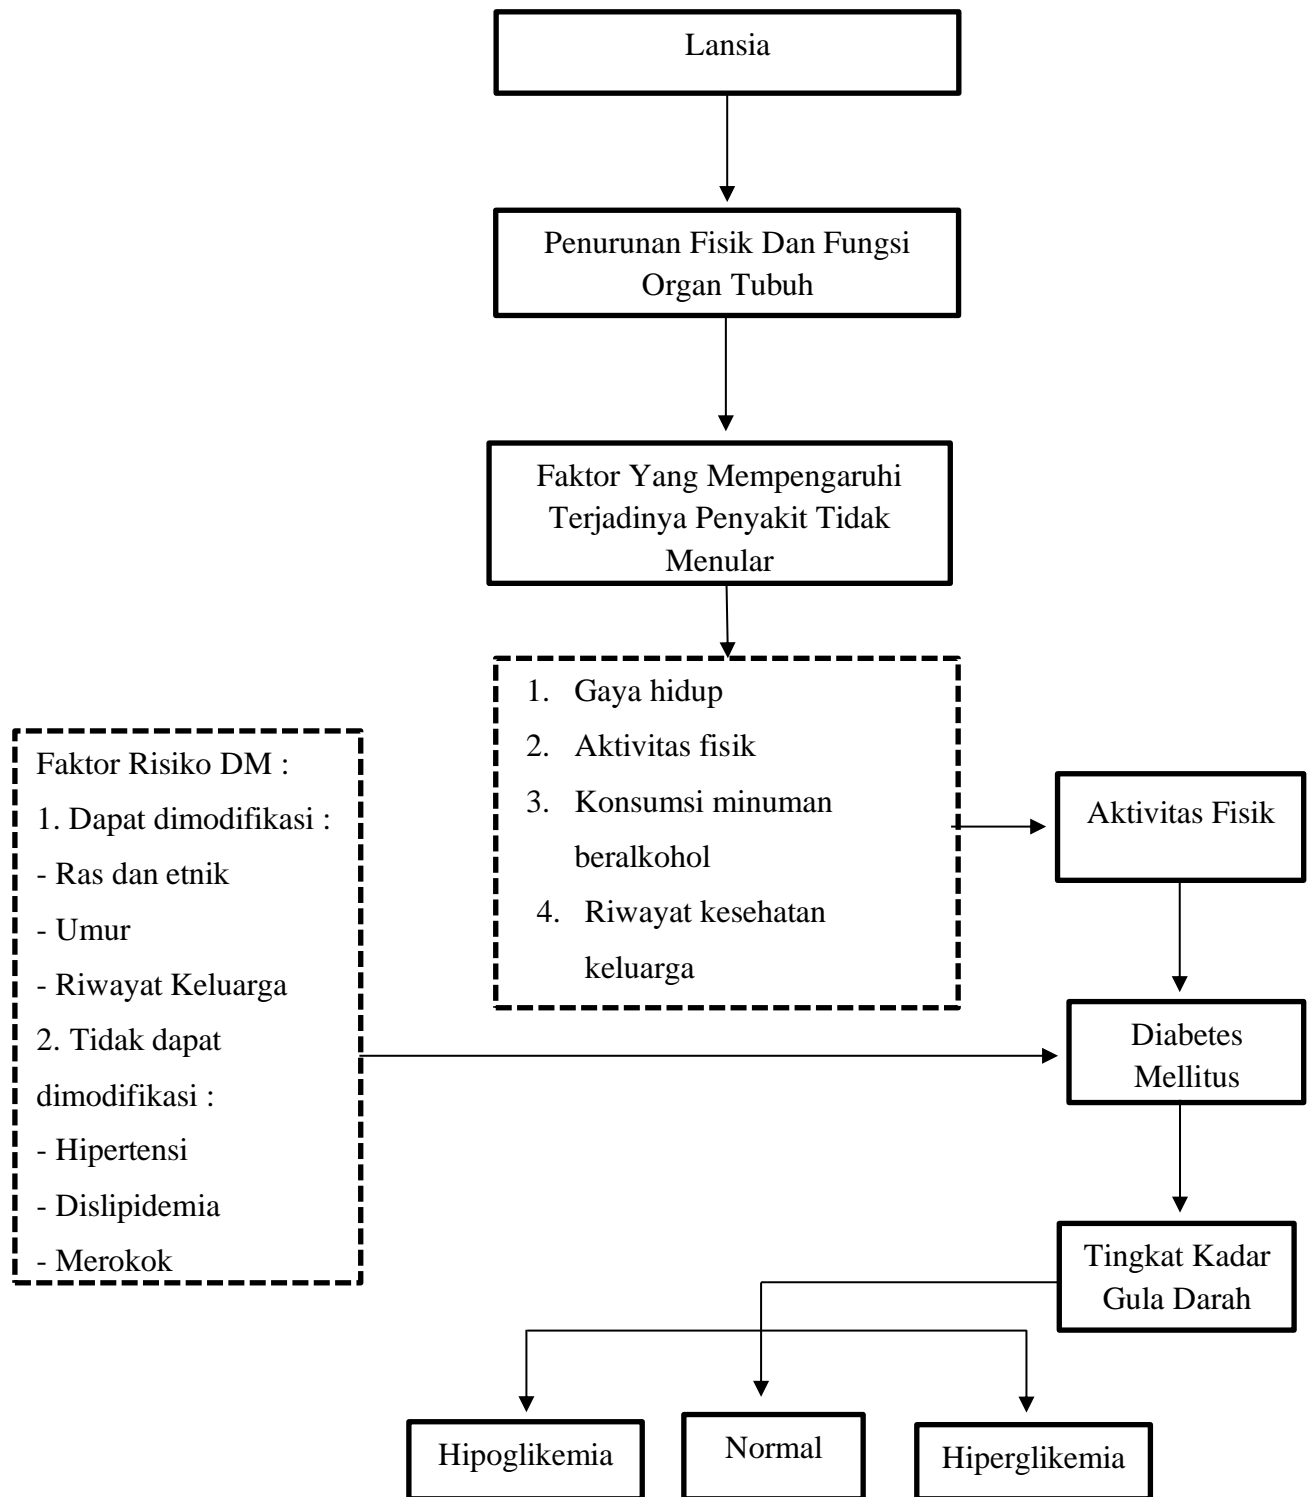 Lansia
Penurunan Fisik Dan Fungsi
Organ Tubuh
Faktor Yang Mempengaruhi
Terjadinya Penyakit Tidak
Menular
1. Gaya hidup
2. Aktivitas fisik
3. Konsumsi minuman
beralkohol
4. Riwayat kesehatan
keluarga
Faktor Risiko DM :
1. Dapat dimodifikasi :
- Ras dan etnik
- Umur
- Riwayat Keluarga
2. Tidak dapat
dimodifikasi :
- Hipertensi
- Dislipidemia
- Merokok
Aktivitas Fisik
Diabetes
Mellitus
Tingkat Kadar
Gula Darah
Hipoglikemia
Normal
Hiperglikemia